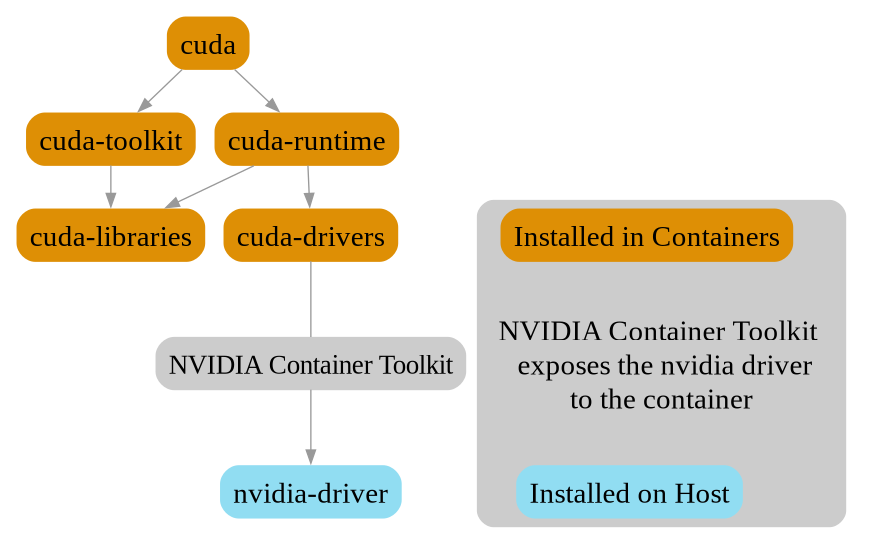 cuda
cuda-toolkit
cuda-runtime
cuda-libraries
cuda-drivers
NVIDIA Container Toolkit
nvidia-driver
Installed in Containers
NVIDIA Container Toolkit
exposes the nvidia driver
to the container
Installed on Host